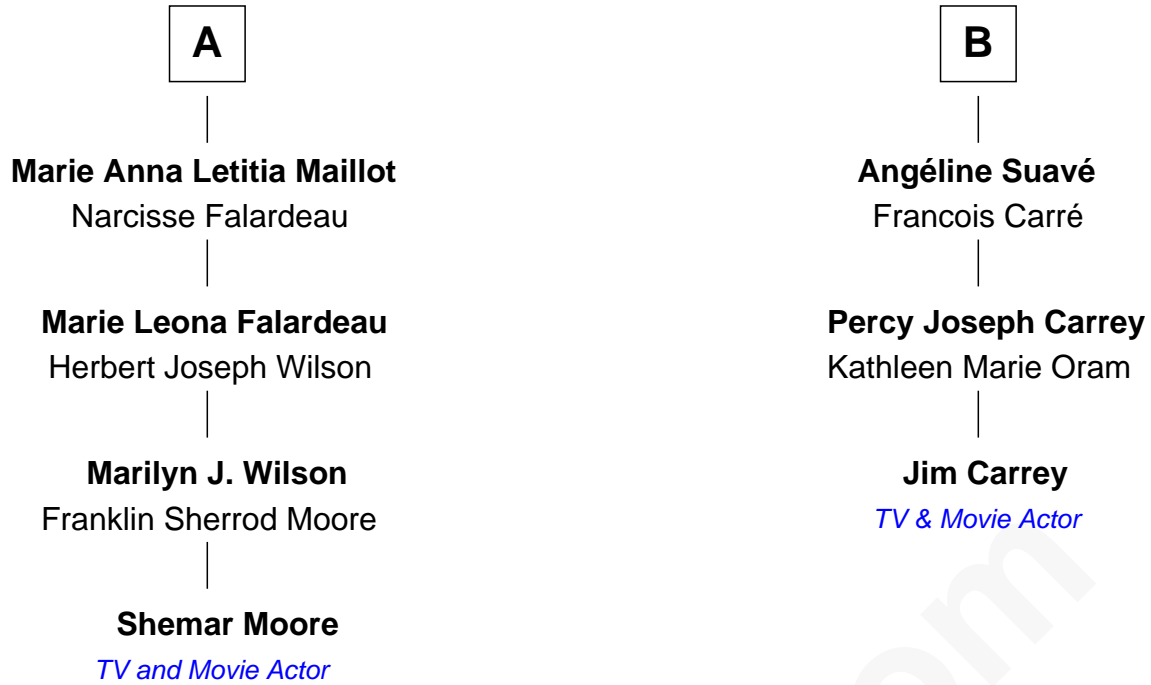 A
Marie Anna Letitia Maillot
Narcisse Falardeau
Marie Leona Falardeau
Herbert Joseph Wilson
Marilyn J. Wilson
Franklin Sherrod Moore
Shemar Moore
TV and Movie Actor
B
Angéline Suavé
Francois Carré
Percy Joseph Carrey
Kathleen Marie Oram
Jim Carrey
TV & Movie Actor
om